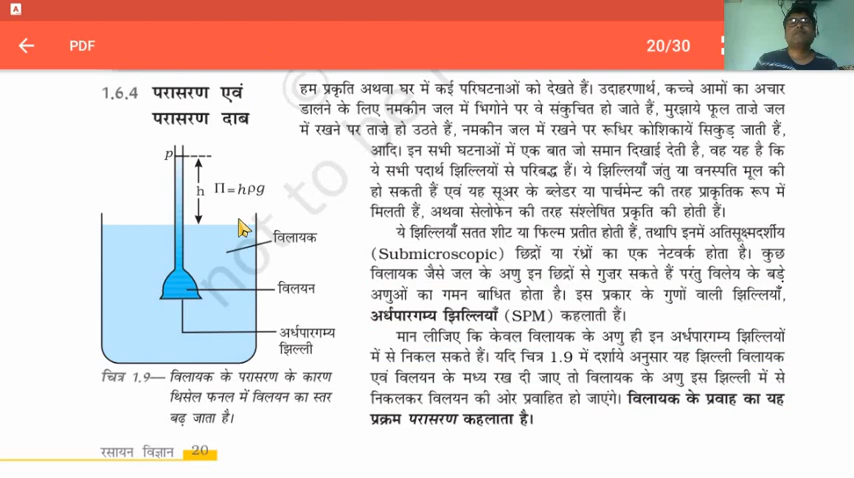 A
PDF
20/30
1.6.4 परासरण एवं
परासरण दाब
हम प्रकृति अथवा घर में कई परिघटनाओं को देखते हैं। उदाहरणार्थ, कच्चे आमों का अचार
डालने के लिए नमकीन जल में भिगोने पर वे संकुचित हो जाते हैं, मुरझाये फूल ताज़े जल
में रखने पर ताज़े हो उठते हैं, नमकीन जल में रखने पर रूधिर कोशिकायें सिकुड़ जाती हैं,
आदि। इन सभी घटनाओं में एक बात जो समान दिखाई देती है, वह यह है कि
ये सभी पदार्थ झिल्लियों से परिबद्ध हैं। ये झिल्लियाँ जंतु या वनस्पति मूल की
हो सकती हैं एवं यह सूअर के ब्लेडर या पार्चमेन्ट की तरह प्राकृतिक रूप में
मिलती हैं, अथवा सेलोफेन की तरह संश्लेषित प्रकृति की होती हैं।
ये झिल्लियाँ सतत शीट या फिल्म प्रतीत होती हैं, तथापि इनमें अतिसूक्ष्मदर्शीय
(Submicroscopic) छिद्रों या रंध्रों का एक नेटवर्क होता है। कुछ
विलायक जैसे जल के अणु इन छिद्रों से गुजर सकते हैं परंतु विलेय के बड़े
अणुओं का गमन बाधित होता है। इस प्रकार के गुणों वाली झिल्लियाँ,
अर्धपारगम्य झिल्लियाँ (SPM) कहलाती हैं।
मान लीजिए कि केवल विलायक के अणु ही इन अर्धपारगम्य झिल्लियों
में से निकल सकते हैं। यदि चित्र 1.9 में दर्शाये अनुसार यह झिल्ली विलायक
एवं विलयन के मध्य रख दी जाए तो विलायक के अणु इस झिल्ली में से
निकलकर विलयन की ओर प्रवाहित हो जाएंगे। विलायक के प्रवाह का यह
प्रक्रम परासरण कहलाता है।
p
h Π=hρg
विलायक
विलयन
अर्धपारगम्य
झिल्ली
चित्र 1.9— विलायक के परासरण के कारण
थिसेल फनल में विलयन का स्तर
बढ़ जाता है।
रसायन विज्ञान 20
©
not to be